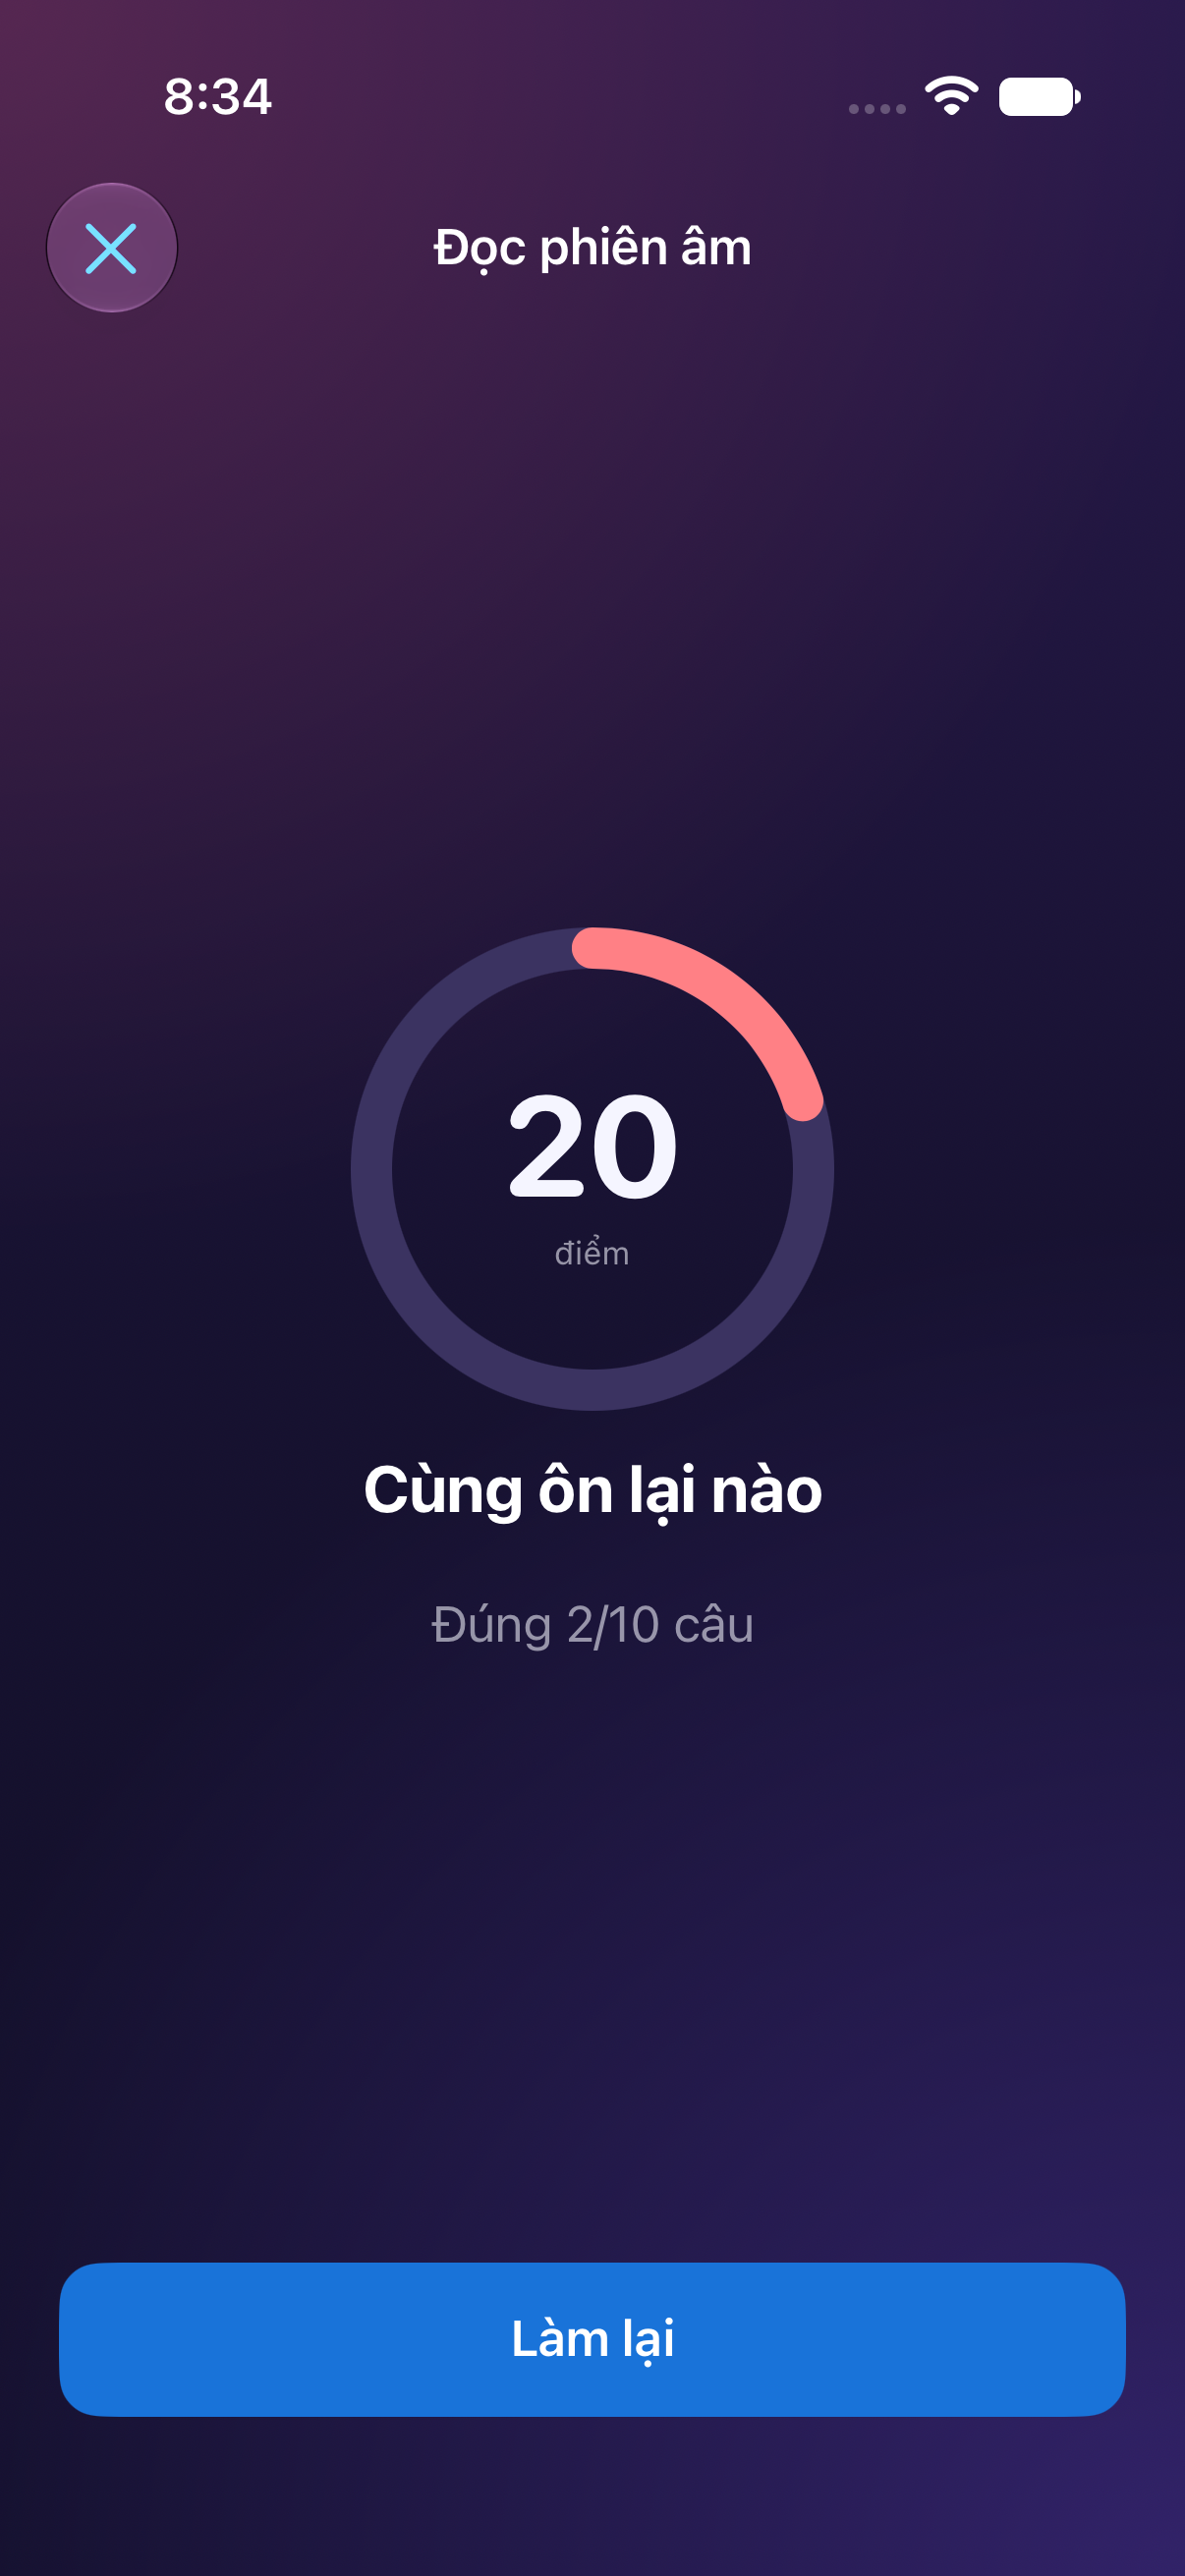 8:34
Đọc phiên âm
20
điểm
Cùng ôn lại nào
Đúng 2/10 câu
Làm lại